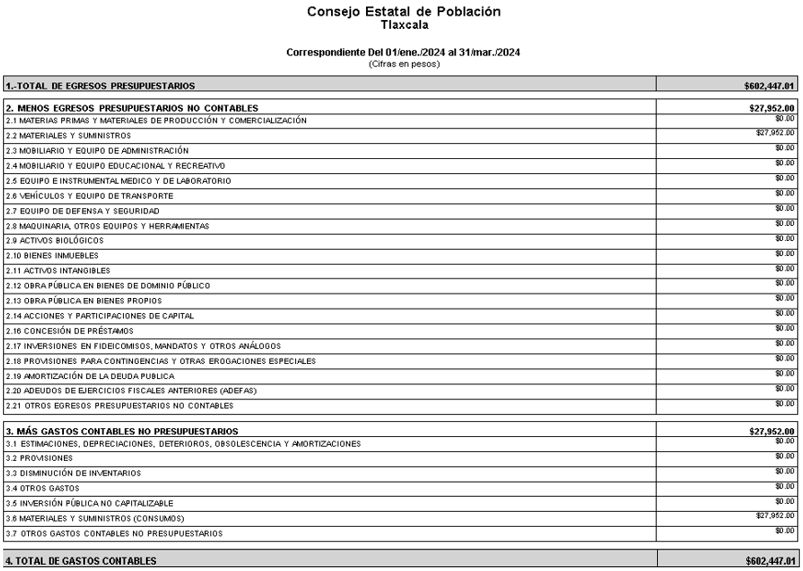 Consejo Estatal de Población
Tlaxcala
Correspondiente Del 01/ene./2024 al 31/mar./2024
(Cifras en pesos)
1.-TOTAL DE EGRESOS PRESUPUESTARIOS $602,447.01
2. MENOS EGRESOS PRESUPUESTARIOS NO CONTABLES $27,952.00
2.1 MATERIAS PRIMAS Y MATERIALES DE PRODUCCIÓN Y COMERCIALIZACIÓN $0.00
2.2 MATERIALES Y SUMINISTROS $27,952.00
2.3 MOBILIARIO Y EQUIPO DE ADMINISTRACIÓN $0.00
2.4 MOBILIARIO Y EQUIPO EDUCACIONAL Y RECREATIVO $0.00
2.5 EQUIPO E INSTRUMENTAL MEDICO Y DE LABORATORIO $0.00
2.6 VEHÍCULOS Y EQUIPO DE TRANSPORTE $0.00
2.7 EQUIPO DE DEFENSA Y SEGURIDAD $0.00
2.8 MAQUINARIA, OTROS EQUIPOS Y HERRAMIENTAS $0.00
2.9 ACTIVOS BIOLÓGICOS $0.00
2.10 BIENES INMUEBLES $0.00
2.11 ACTIVOS INTANGIBLES $0.00
2.12 OBRA PÚBLICA EN BIENES DE DOMINIO PÚBLICO $0.00
2.13 OBRA PÚBLICA EN BIENES PROPIOS $0.00
2.14 ACCIONES Y PARTICIPACIONES DE CAPITAL $0.00
2.16 CONCESIÓN DE PRÉSTAMOS $0.00
2.17 INVERSIONES EN FIDEICOMISOS, MANDATOS Y OTROS ANÁLOGOS $0.00
2.18 PROVISIONES PARA CONTINGENCIAS Y OTRAS EROGACIONES ESPECIALES $0.00
2.19 AMORTIZACIÓN DE LA DEUDA PUBLICA $0.00
2.20 ADEUDOS DE EJERCICIOS FISCALES ANTERIORES (ADEFAS) $0.00
2.21 OTROS EGRESOS PRESUPUESTARIOS NO CONTABLES $0.00
3. MÁS GASTOS CONTABLES NO PRESUPUESTARIOS $27,952.00
3.1 ESTIMACIONES, DEPRECIACIONES, DETERIOROS, OBSOLESCENCIA Y AMORTIZACIONES $0.00
3.2 PROVISIONES $0.00
3.3 DISMINUCIÓN DE INVENTARIOS $0.00
3.4 OTROS GASTOS $0.00
3.5 INVERSIÓN PÚBLICA NO CAPITALIZABLE $0.00
3.6 MATERIALES Y SUMINISTROS (CONSUMOS) $27,952.00
3.7 OTROS GASTOS CONTABLES NO PRESUPUESTARIOS $0.00
4. TOTAL DE GASTOS CONTABLES $602,447.01